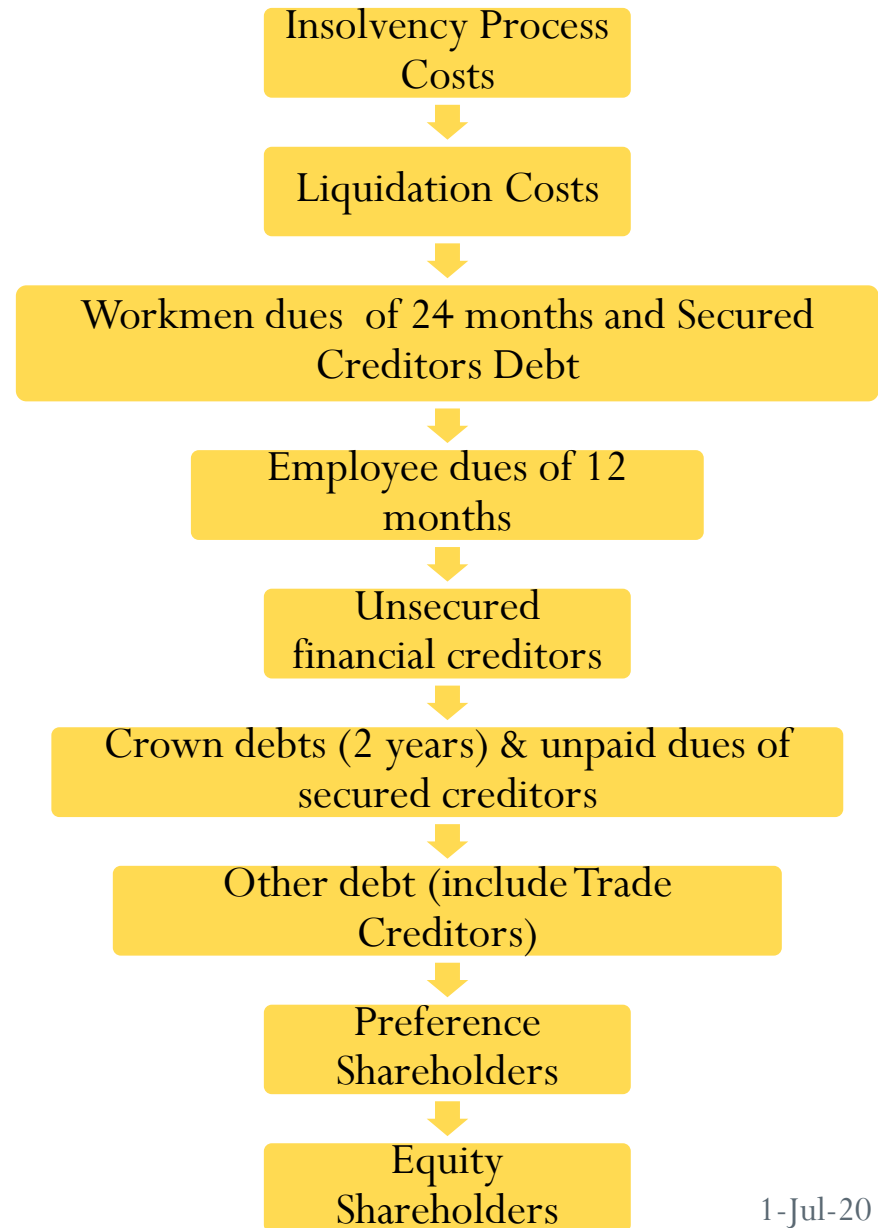 Insolvency Process
Costs
Liquidation Costs
Workmen dues of 24 months and Secured
Creditors Debt
Employee dues of 12
months
Unsecured
financial creditors
Crown debts (2 years) & unpaid dues of
secured creditors
Other debt (include Trade
Creditors)
Preference
Shareholders
Equity
Shareholders
1-Jul-20